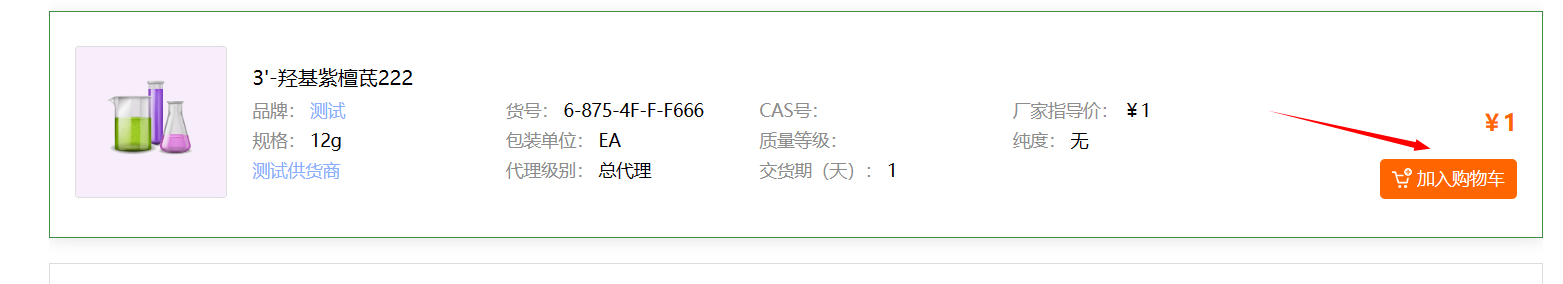 3'-羟基紫檀芪222
品牌： 测试 货号： 6-875-4F-F-F666 CAS号： 厂家指导价： ¥1
¥1
规格： 12g 包装单位： EA 质量等级： 纯度： 无
测试供货商 代理级别： 总代理 交货期（天）： 1
加入购物车